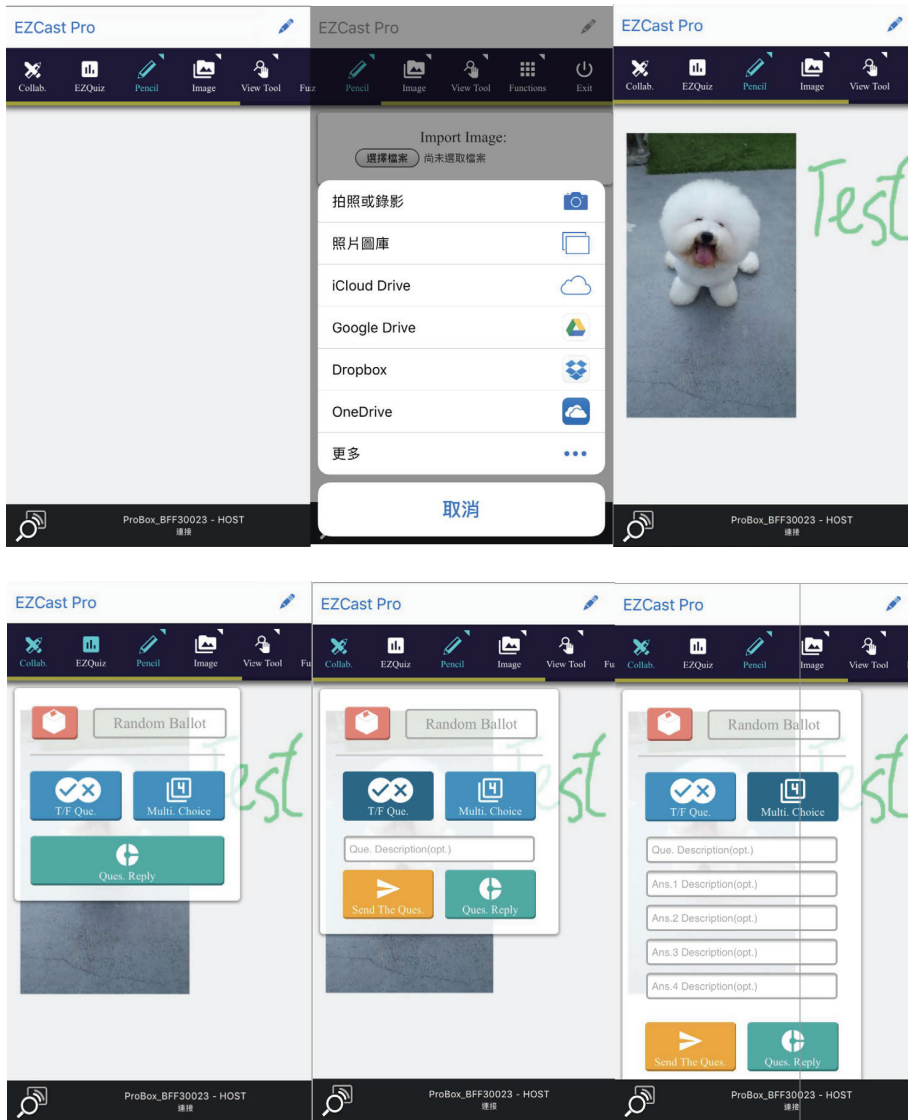 EZCast Pro
Collab. EZQuiz Pencil Image View Tool Fu
ProBox_BFF30023 - HOST
連接
EZCast Pro
z Pencil Image View Tool Functions Exit
Import Image:
選擇檔案 尚未選取檔案
拍照或錄影
照片圖庫
iCloud Drive
Google Drive
Dropbox
OneDrive
更多
取消
EZCast Pro
Collab. EZQuiz Pencil Image View Tool
Test
ProBox_BFF30023 - HOST
連接
EZCast Pro
Collab. EZQuiz Pencil Image View Tool Fu
Random Ballot
Test
T/F Que. Multi. Choice
Ques. Reply
ProBox_BFF30023 - HOST
連接
EZCast Pro
Collab. EZQuiz Pencil Image View Tool Fu
Random Ballot
Test
T/F Que. Multi. Choice
Que. Description(opt.)
Send The Ques. Ques. Reply
ProBox_BFF30023 - HOST
連接
EZCast Pro
Collab. EZQuiz Pencil Image View Tool
Random Ballot
Test
T/F Que. Multi. Choice
Que. Description(opt.)
Ans.1 Description(opt.)
Ans.2 Description(opt.)
Ans.3 Description(opt.)
Ans.4 Description(opt.)
Send The Ques. Ques. Reply
ProBox_BFF30023 - HOST
連接